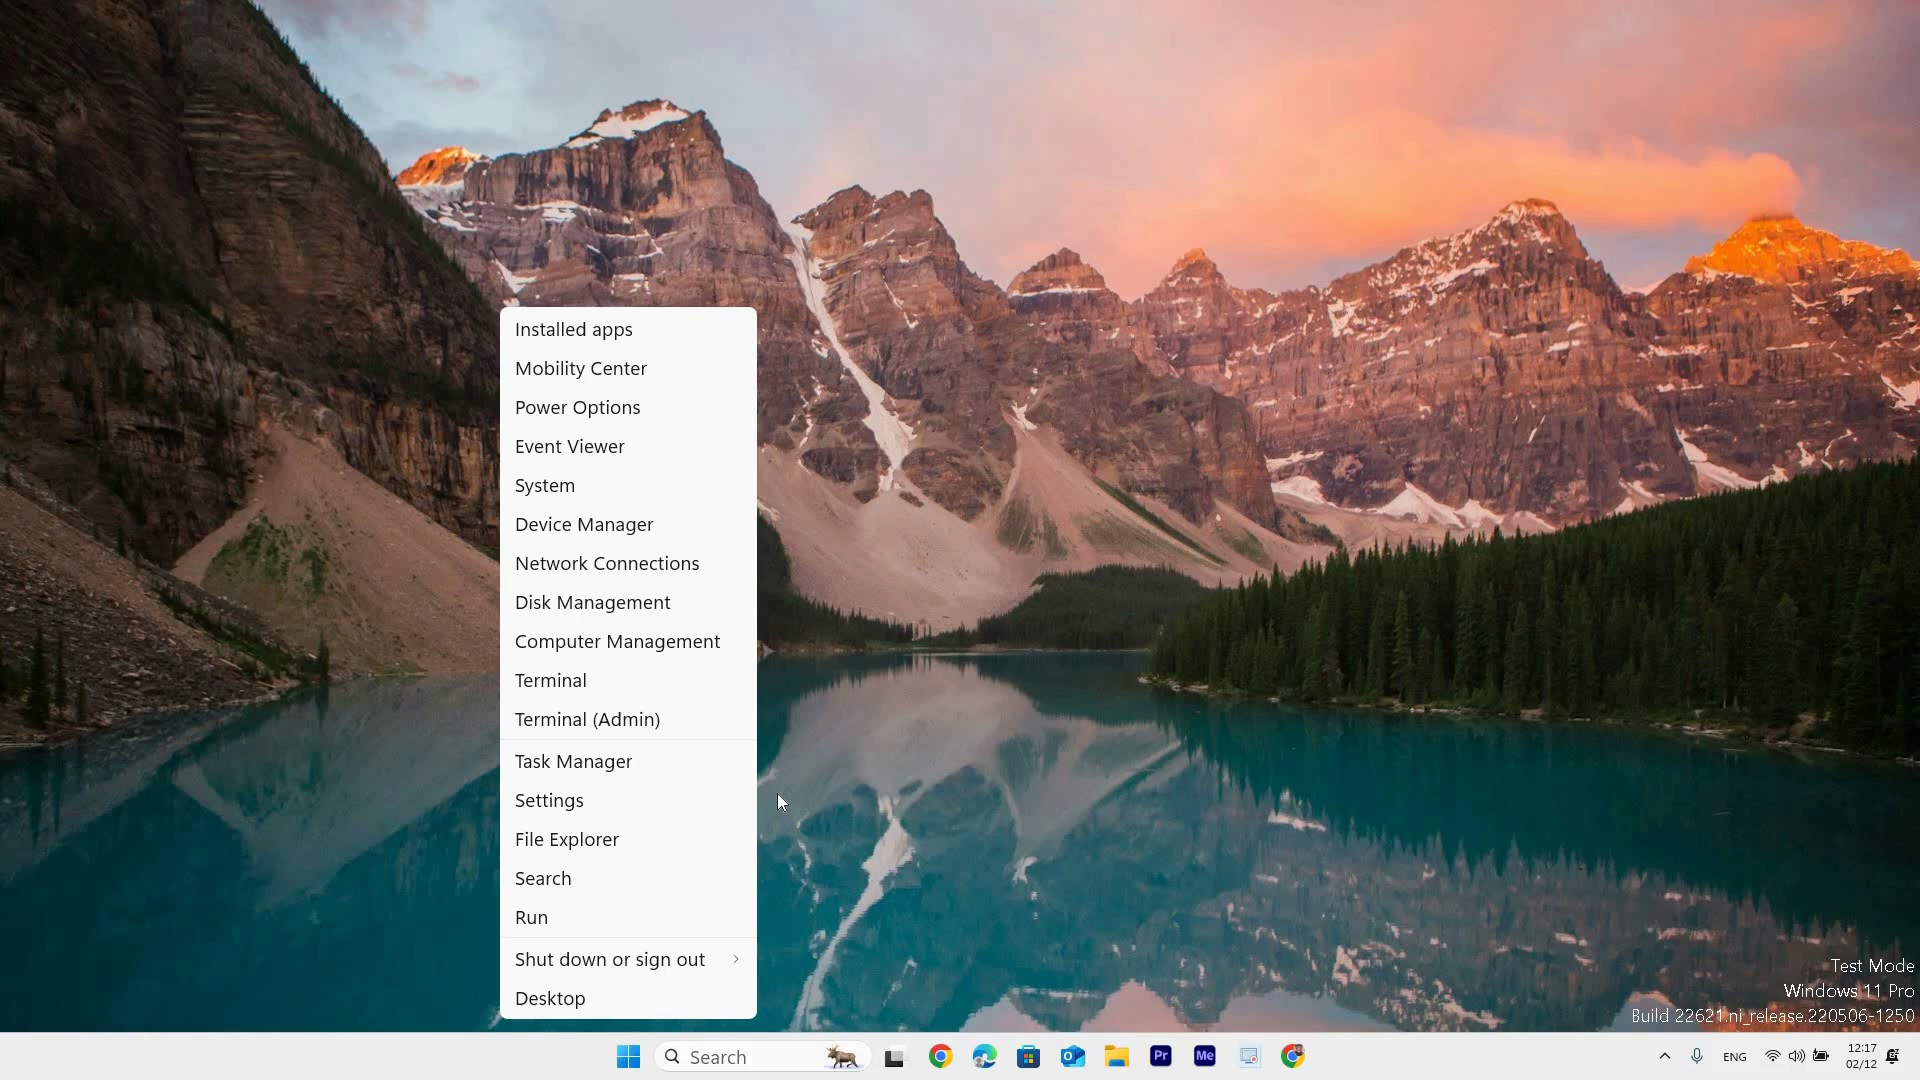 Installed apps
Mobility Center
Power Options
Event Viewer
System
Device Manager
Network Connections
Disk Management
Computer Management
Terminal
Terminal (Admin)
Task Manager
Settings
File Explorer
Search
Run
Shut down or sign out
Desktop
Test Mode
Windows 11 Pro
Build 22621.ni_release.220506-1250
Search
Pr
Me
ENG
12:17
02/12